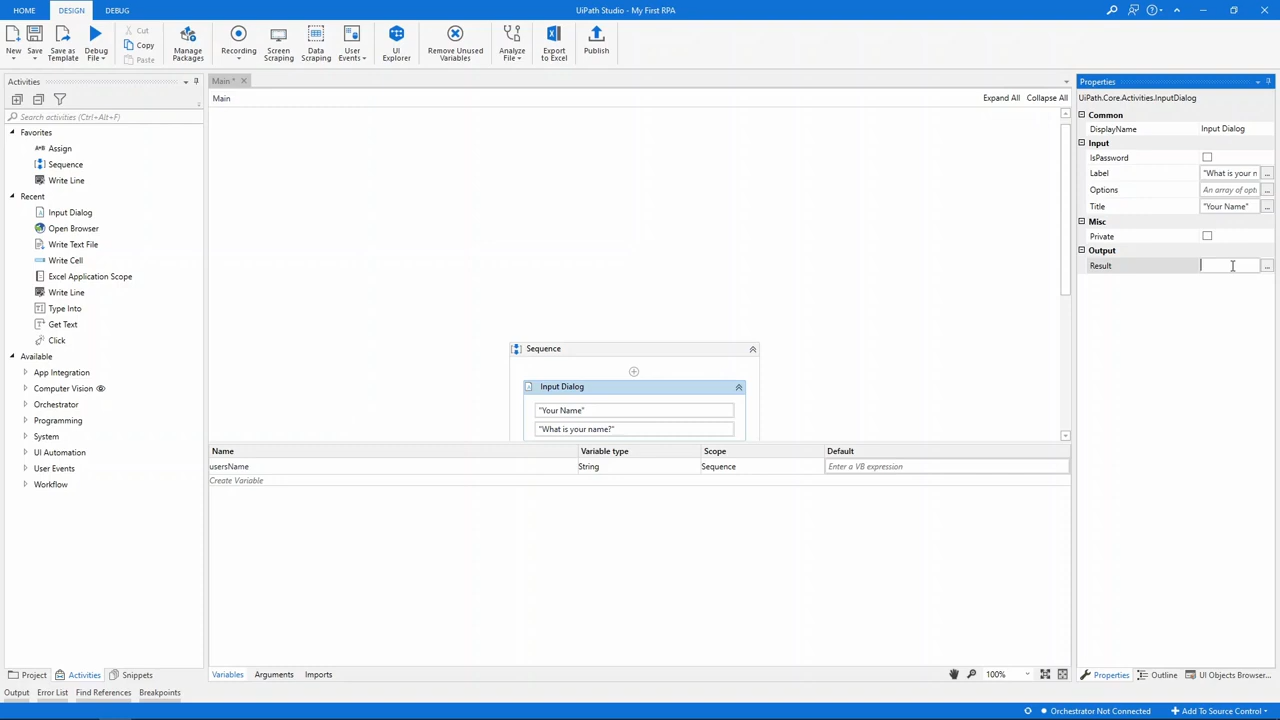 HOME DESIGN DEBUG UiPath Studio - My First RPA
New Save Save as Template Debug File Cut Copy Paste Manage Packages Recording Screen Scraping Data Scraping User Events UI Explorer Remove Unused Variables Analyze File Export to Excel Publish
Activities
Search activities (Ctrl+Alt+F)
Favorites
Assign
Sequence
Write Line
Recent
Input Dialog
Open Browser
Write Text File
Write Cell
Excel Application Scope
Write Line
Type Into
Get Text
Click
Available
App Integration
Computer Vision
Orchestrator
Programming
System
UI Automation
User Events
Workflow
Project Activities Snippets
Main *
Main Expand All Collapse All
Sequence
Input Dialog
"Your Name"
"What is your name?"
Name Variable type Scope Default
usersName String Sequence Enter a VB expression
Create Variable
Variables Arguments Imports 100%
Properties
UiPath.Core.Activities.InputDialog
Common
DisplayName Input Dialog
Input
IsPassword
Label "What is your n ...
Options An array of opti ...
Title "Your Name" ...
Misc
Private
Output
Result ...
Properties Outline UI Objects Browser...
Output Error List Find References Breakpoints
Orchestrator Not Connected Add To Source Control